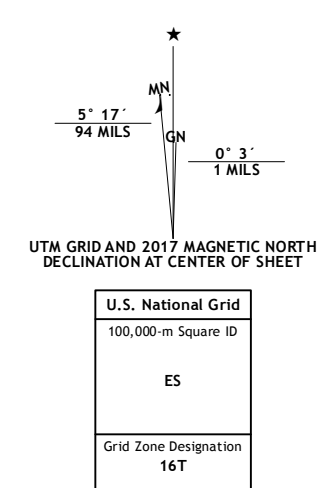 ★
MN
5° 17´
94 MILS
GN
0° 3´
1 MILS
UTM GRID AND 2017 MAGNETIC NORTH
DECLINATION AT CENTER OF SHEET
U.S. National Grid
100,000-m Square ID
ES
Grid Zone Designation
16T